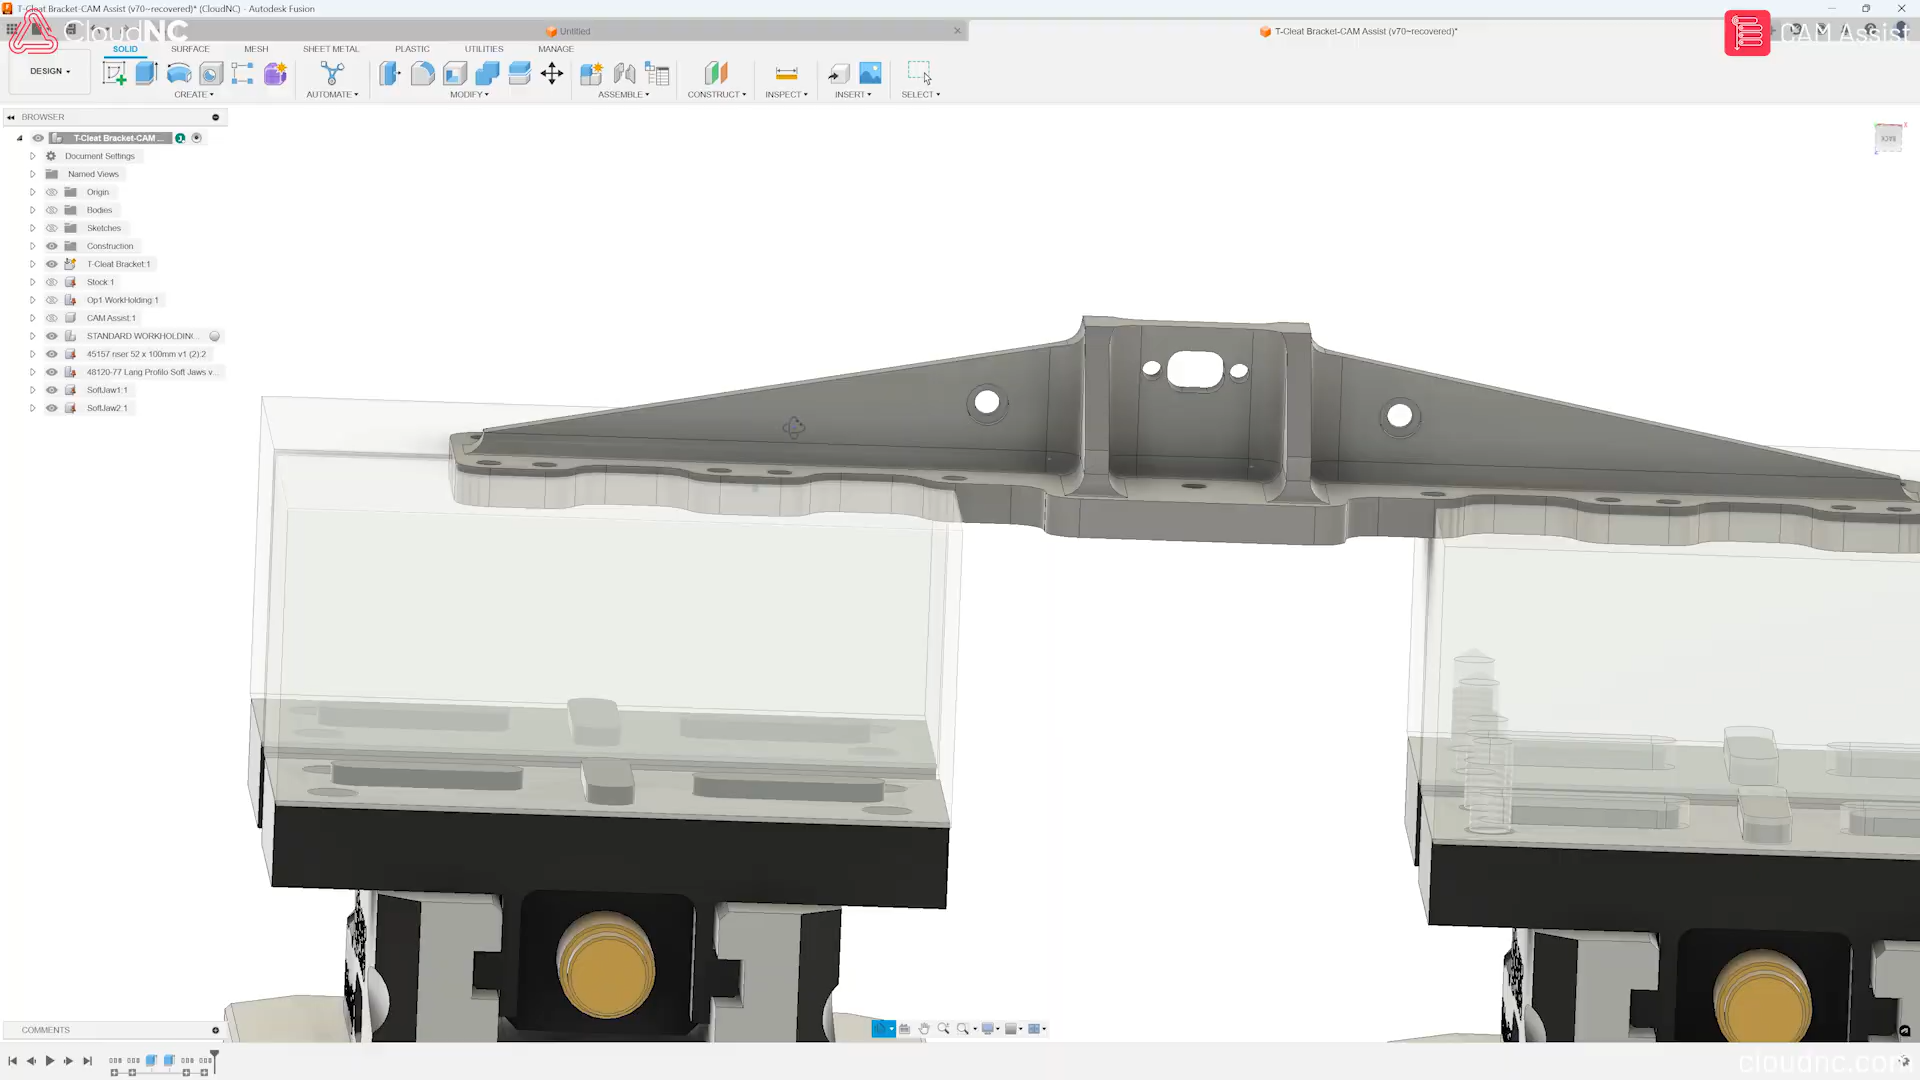 T-Cleat Bracket-CAM Assist (v70~recovered)* (CloudNC) - Autodesk Fusion
CloudNC
Untitled
T-Cleat Bracket-CAM Assist (v70~recovered)*
CAM Assist
SOLID
SURFACE
MESH
SHEET METAL
PLASTIC
UTILITIES
MANAGE
DESIGN
CREATE
AUTOMATE
MODIFY
ASSEMBLE
CONSTRUCT
INSPECT
INSERT
SELECT
BROWSER
T-Cleat Bracket-CAM ...
Document Settings
Named Views
Origin
Bodies
Sketches
Construction
T-Cleat Bracket:1
Stock:1
Op1 WorkHolding:1
CAM Assist:1
STANDARD WORKHOLDING...
45157 riser 52 x 100mm v1 (2):2
48120-77 Lang Profilo Soft Jaws v...
SoftJaw1:1
SoftJaw2:1
BACK
COMMENTS
cloudnc.com